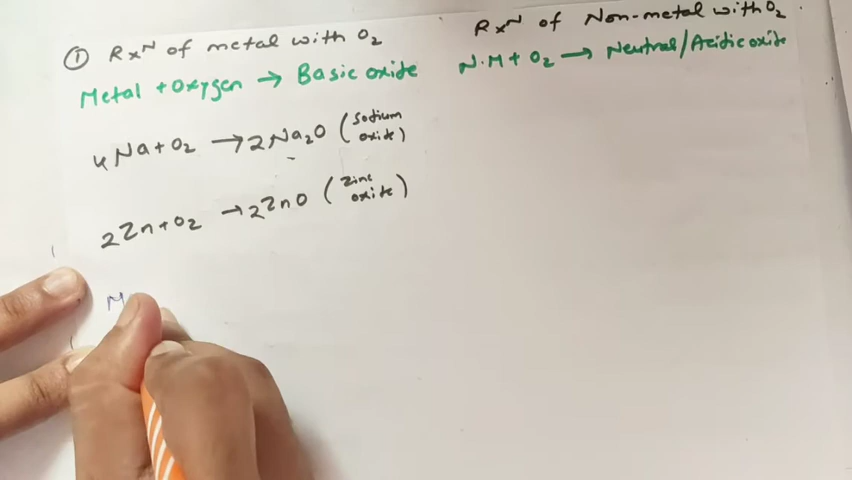 ① RxN of metal with O2
Metal + Oxygen → Basic oxide
4Na + O2 → 2Na2O (Sodium oxide)
2Zn + O2 → 2ZnO (Zinc oxide)
M
RxN of Non-metal with O2
N.M + O2 → Neutral/Acidic oxide